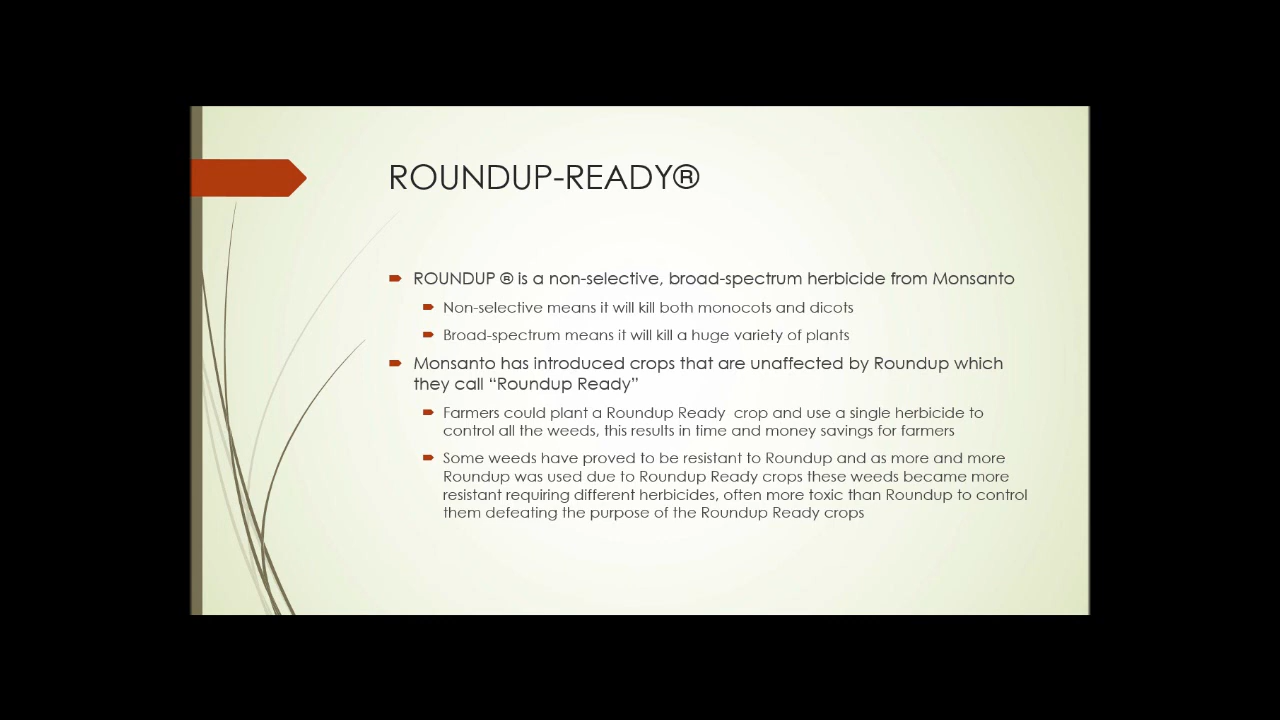 ROUNDUP-READY®
ROUNDUP ® is a non-selective, broad-spectrum herbicide from Monsanto
Non-selective means it will kill both monocots and dicots
Broad-spectrum means it will kill a huge variety of plants
Monsanto has introduced crops that are unaffected by Roundup which
they call “Roundup Ready”
Farmers could plant a Roundup Ready  crop and use a single herbicide to
control all the weeds, this results in time and money savings for farmers
Some weeds have proved to be resistant to Roundup and as more and more
Roundup was used due to Roundup Ready crops these weeds became more
resistant requiring different herbicides, often more toxic than Roundup to control
them defeating the purpose of the Roundup Ready crops